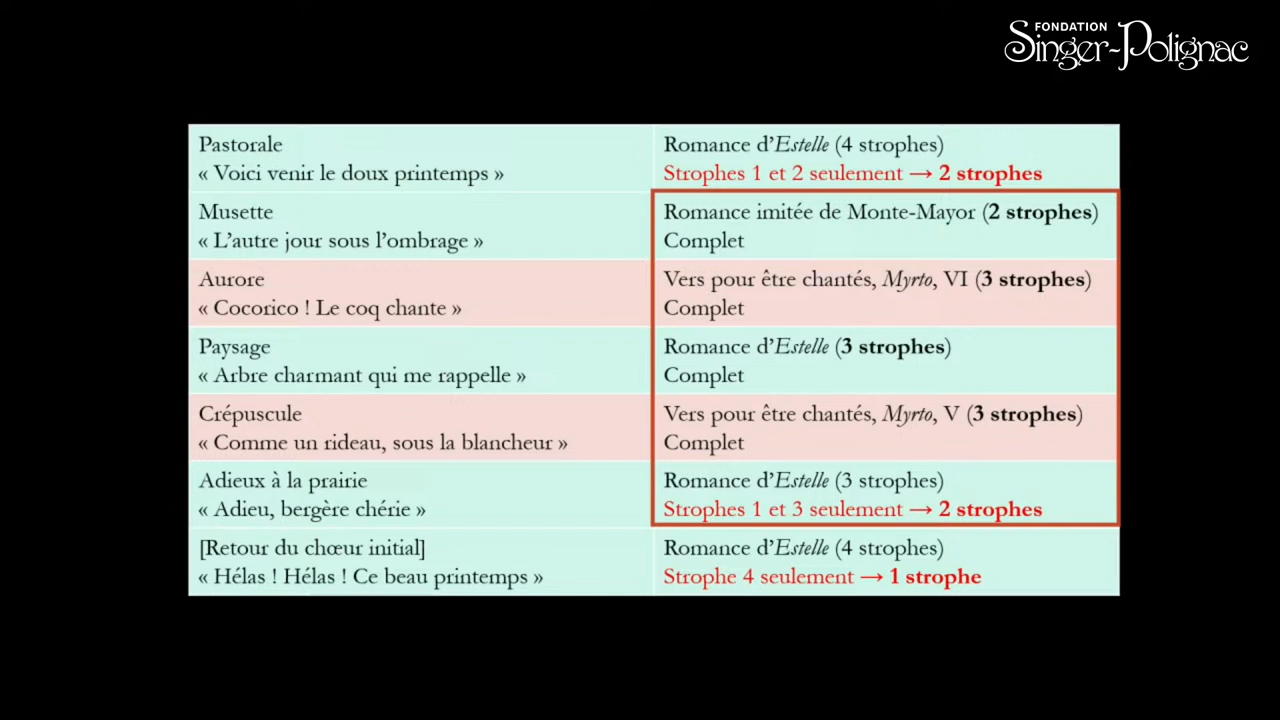 FONDATION
Singer-Polignac
Pastorale
« Voici venir le doux printemps »
Romance d’Estelle (4 strophes)
Strophes 1 et 2 seulement → 2 strophes
Musette
« L’autre jour sous l’ombrage »
Romance imitée de Monte-Mayor (2 strophes)
Complet
Aurore
« Cocorico ! Le coq chante »
Vers pour être chantés, Myrto, VI (3 strophes)
Complet
Paysage
« Arbre charmant qui me rappelle »
Romance d’Estelle (3 strophes)
Complet
Crépuscule
« Comme un rideau, sous la blancheur »
Vers pour être chantés, Myrto, V (3 strophes)
Complet
Adieux à la prairie
« Adieu, bergère chérie »
Romance d’Estelle (3 strophes)
Strophes 1 et 3 seulement → 2 strophes
[Retour du chœur initial]
« Hélas ! Hélas ! Ce beau printemps »
Romance d’Estelle (4 strophes)
Strophe 4 seulement → 1 strophe